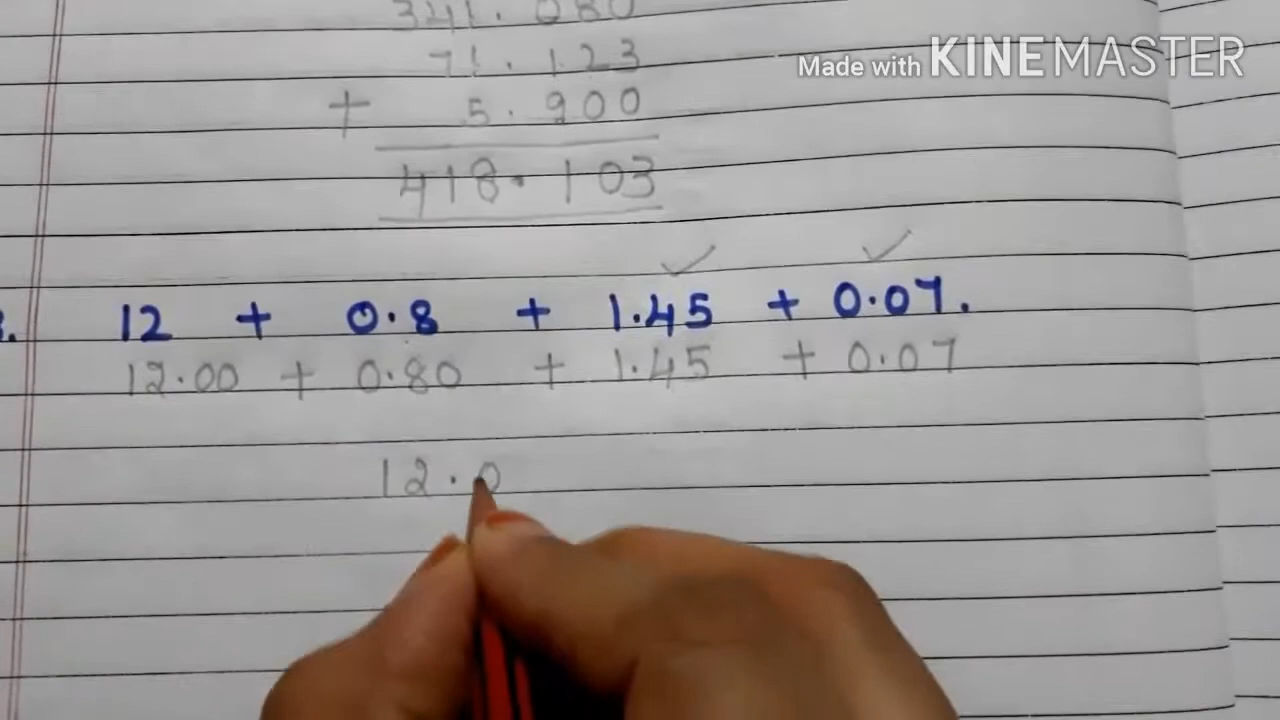 341.080
Made with KINEMASTER
71.123
+ 5.900
418.103
3. 12 + 0.8 + 1.45 + 0.07.
12.00 + 0.80 + 1.45 + 0.07
12.0